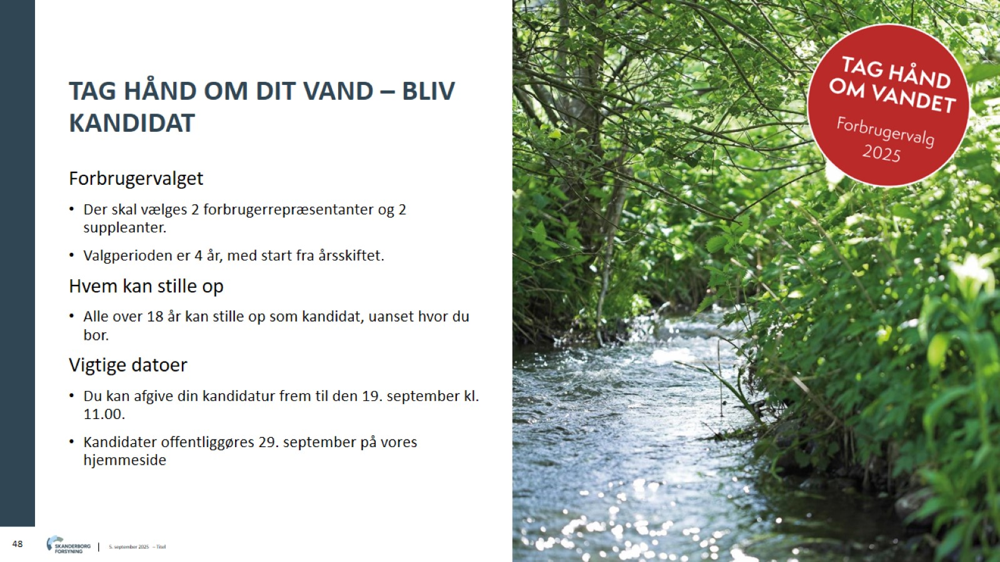 TAG HÅND OM DIT VAND – BLIV
KANDIDAT
Forbrugervalget
• Der skal vælges 2 forbrugerrepræsentanter og 2
suppleanter.
• Valgperioden er 4 år, med start fra årsskiftet.
Hvem kan stille op
• Alle over 18 år kan stille op som kandidat, uanset hvor du
bor.
Vigtige datoer
• Du kan afgive din kandidatur frem til den 19. september kl.
11.00.
• Kandidater offentliggøres 29. september på vores
hjemmeside
TAG HÅND
OM VANDET
Forbrugervalg
2025
48
SKANDERBORG
FORSYNING
5. september 2025 – Titel